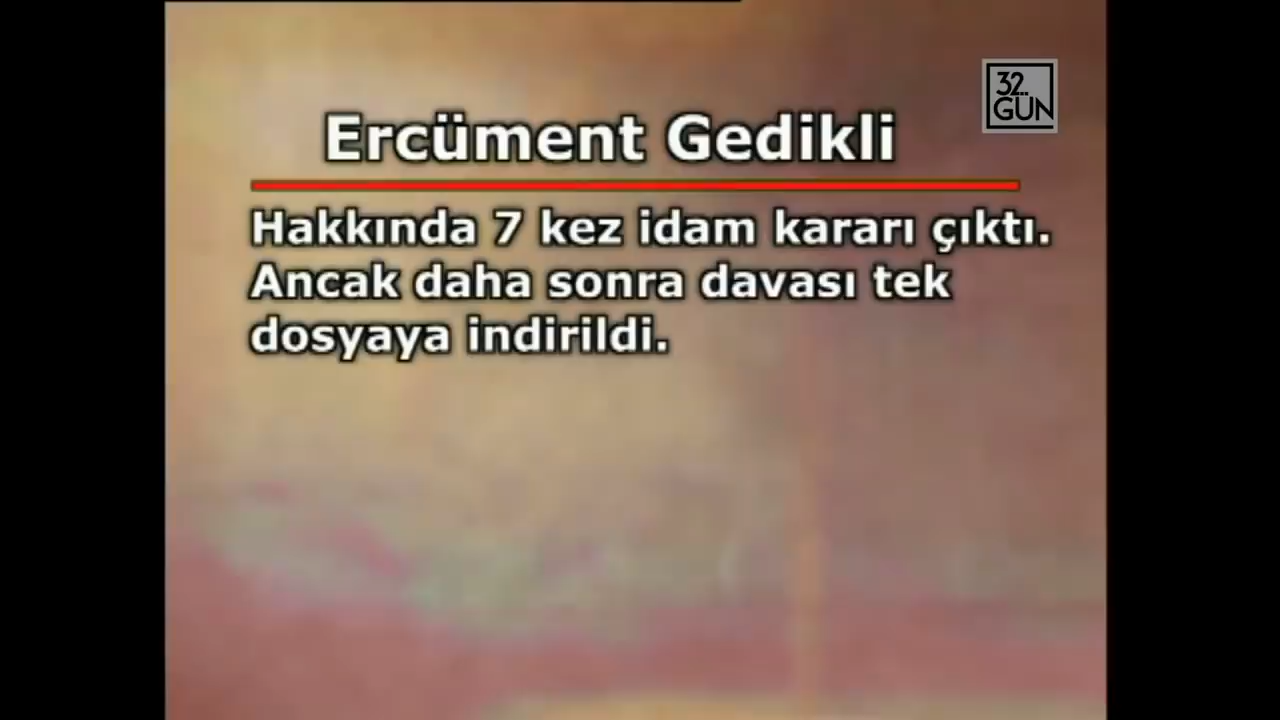 32.
GÜN
Ercüment Gedikli
Hakkında 7 kez idam kararı çıktı.
Ancak daha sonra davası tek
dosyaya indirildi.